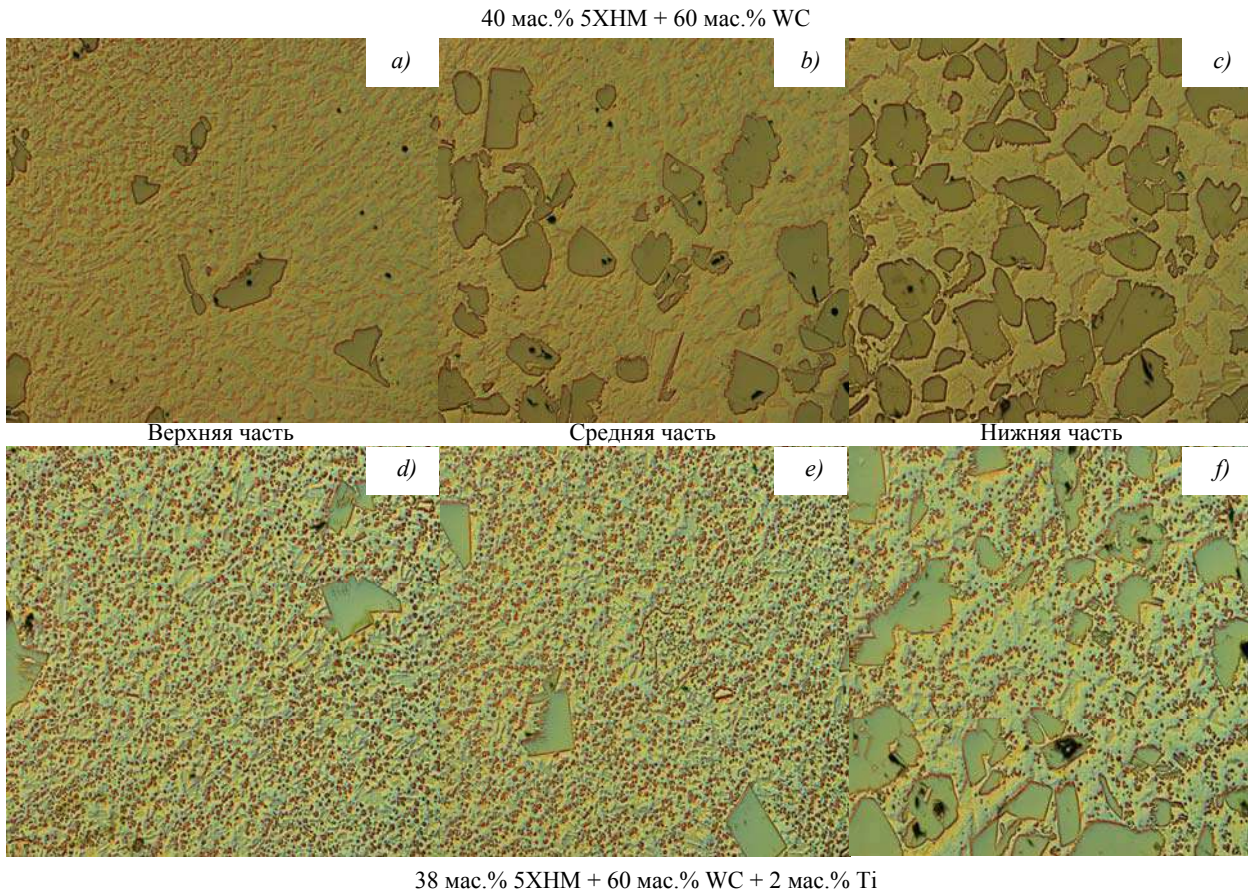 40 мас.% 5ХНМ + 60 мас.% WC
a) b) c)
Верхняя часть Средняя часть Нижняя часть
d) e) f)
38 мас.% 5ХНМ + 60 мас.% WC + 2 мас.% Ti